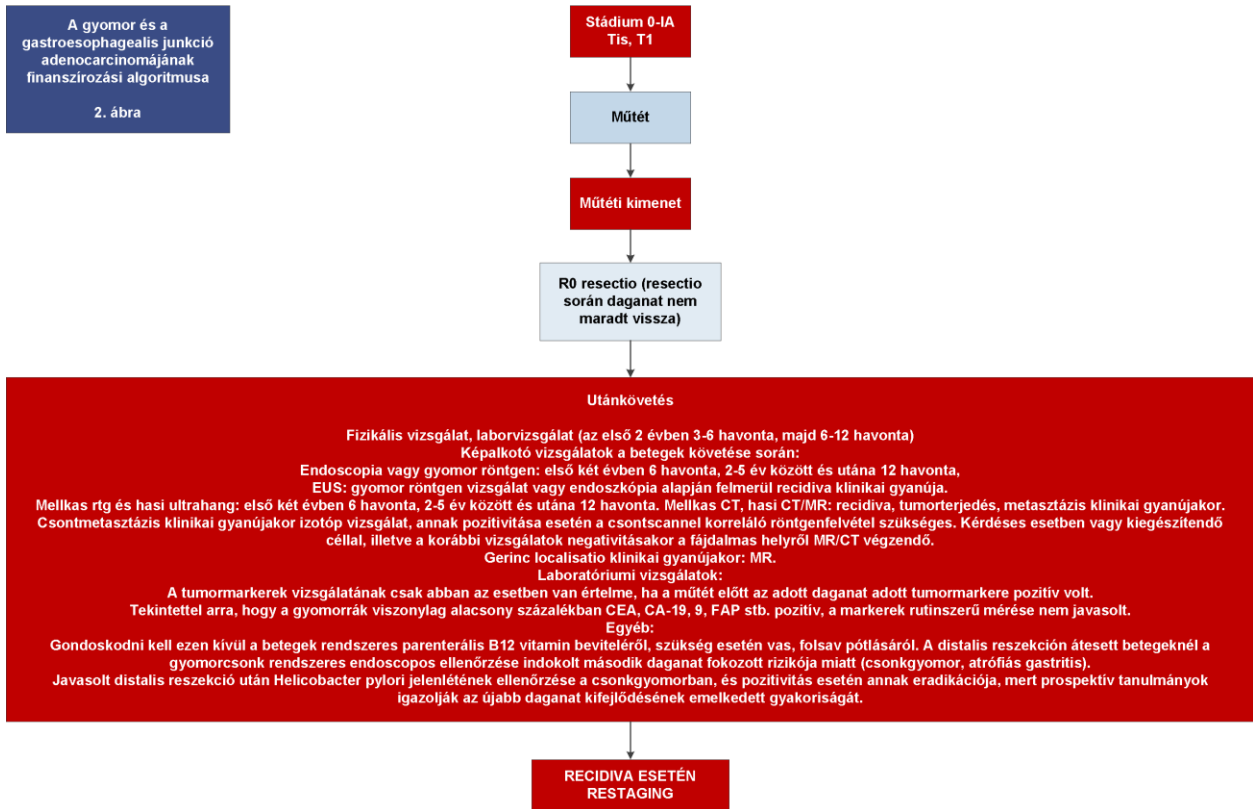 A gyomor és a
gastroesophagealis junkció
adenocarcinomájának
finanszírozási algoritmusa
2. ábra
Stádium 0-IA
Tis, T1
Műtét
Műtéti kimenet
R0 resectio (resectio
során daganat nem
maradt vissza)
Utánkövetés
Fizikális vizsgálat, laborvizsgálat (az első 2 évben 3-6 havonta, majd 6-12 havonta)
Képalkotó vizsgálatok a betegek követése során:
Endoscopia vagy gyomor röntgen: első két évben 6 havonta, 2-5 év között és utána 12 havonta,
EUS: gyomor röntgen vizsgálat vagy endoszkópia alapján felmerül recidiva klinikai gyanúja.
Mellkas rtg és hasi ultrahang: első két évben 6 havonta, 2-5 év között és utána 12 havonta. Mellkas CT, hasi CT/MR: recidiva, tumorterjedés, metasztázis klinikai gyanújakor.
Csontmetasztázis klinikai gyanújakor izotóp vizsgálat, annak pozitivitása esetén a csontscannel korreláló röntgenfelvétel szükséges. Kérdéses esetben vagy kiegészítendő
céllal, illetve a korábbi vizsgálatok negativitásakor a fájdalmas helyről MR/CT végzendő.
Gerinc localisatio klinikai gyanújakor: MR.
Laboratóriumi vizsgálatok:
A tumormarkerek vizsgálatának csak abban az esetben van értelme, ha a műtét előtt az adott daganat adott tumormarkere pozitív volt.
Tekintettel arra, hogy a gyomorrák viszonylag alacsony százalékban CEA, CA-19, 9, FAP stb. pozitív, a markerek rutinszerű mérése nem javasolt.
Egyéb:
Gondoskodni kell ezen kívül a betegek rendszeres parenterális B12 vitamin beviteléről, szükség esetén vas, folsav pótlásáról. A distalis reszekción átesett betegeknél a
gyomorcsonk rendszeres endoscopos ellenőrzése indokolt második daganat fokozott rizikója miatt (csonkgyomor, atrófiás gastritis).
Javasolt distalis reszekció után Helicobacter pylori jelenlétének ellenőrzése a csonkgyomorban, és pozitivitás esetén annak eradikációja, mert prospektív tanulmányok
igazolják az újabb daganat kifejlődésének emelkedett gyakoriságát.
RECIDIVA ESETÉN
RESTAGING